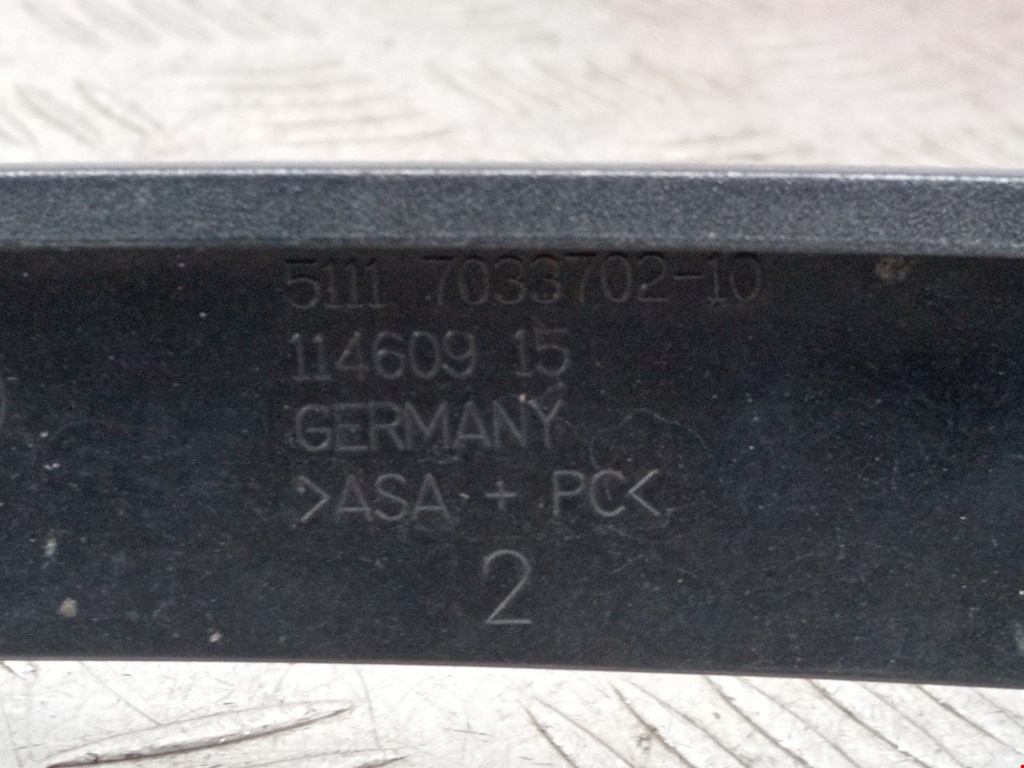 5111 7033702-10
114609 15
GERMANY
>ASA + PC<
2